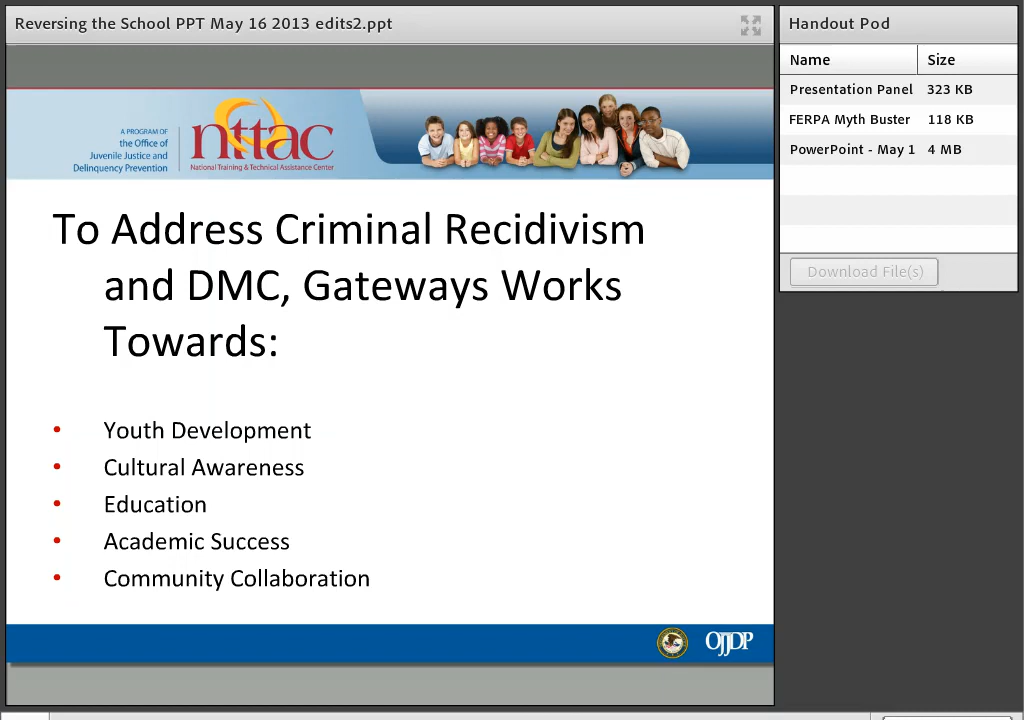 Reversing the School PPT May 16 2013 edits2.ppt
A PROGRAM OF
the Office of
Juvenile Justice and
Delinquency Prevention
nttac
National Training & Technical Assistance Center
To Address Criminal Recidivism
and DMC, Gateways Works
Towards:
• Youth Development
• Cultural Awareness
• Education
• Academic Success
• Community Collaboration
OJJDP
Handout Pod
Name Size
Presentation Panel 323 KB
FERPA Myth Buster 118 KB
PowerPoint - May 1 4 MB
Download File(s)